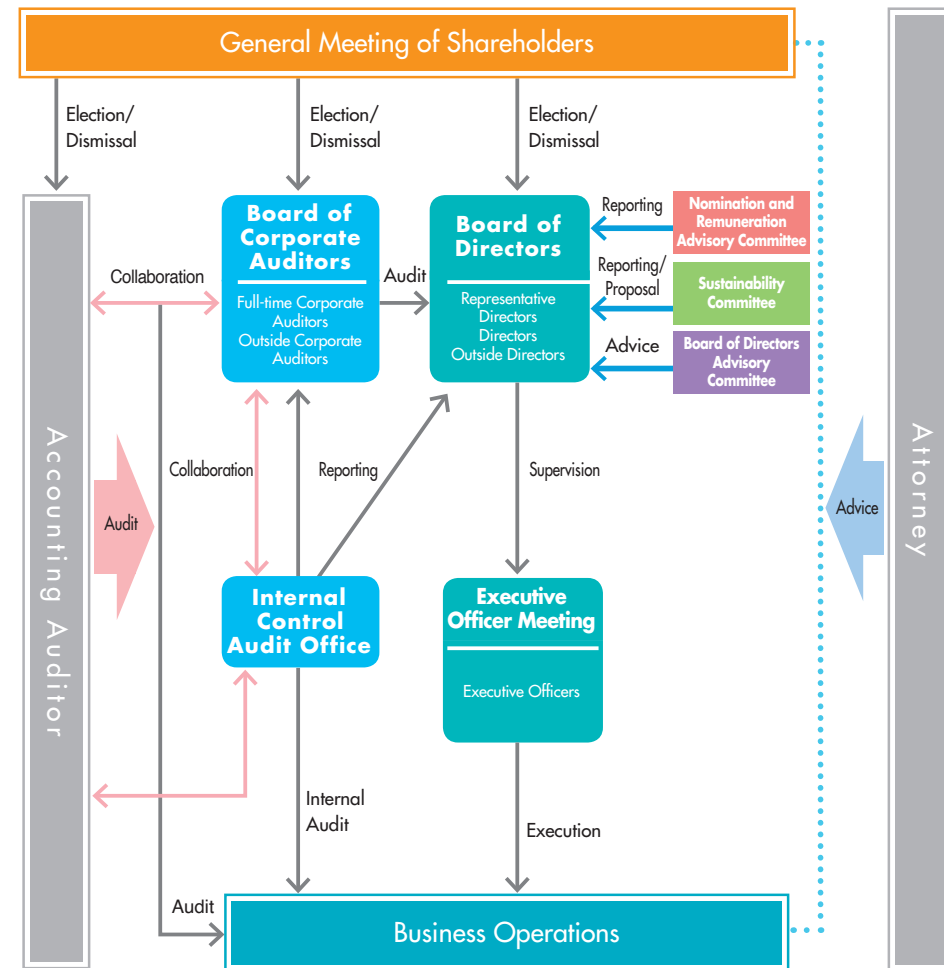 General Meeting of Shareholders
Election/
Dismissal
Election/
Dismissal
Election/
Dismissal
Board of
Corporate
Auditors
Full-time Corporate
Auditors
Outside Corporate
Auditors
Audit
Board of
Directors
Representative
Directors
Directors
Outside Directors
Reporting
Nomination and
Remuneration
Advisory Committee
Reporting/
Proposal
Sustainability
Committee
Advice
Board of Directors
Advisory
Committee
Collaboration
Accounting Auditor
Audit
Collaboration
Reporting
Supervision
Advice
Attorney
Internal
Control
Audit Office
Executive
Officer Meeting
Executive Officers
Internal
Audit
Execution
Audit
Business Operations